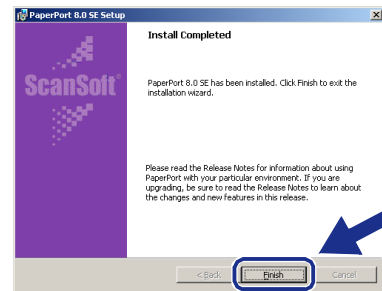 PaperPort 8.0 SE Setup
Install Completed
ScanSoft®
PaperPort 8.0 SE has been installed. Click Finish to exit the
installation wizard.
Please read the Release Notes for information about using
PaperPort with your particular environment. If you are
upgrading, be sure to read the Release Notes to learn about
the changes and new features in this release.
< Back
Finish
Cancel